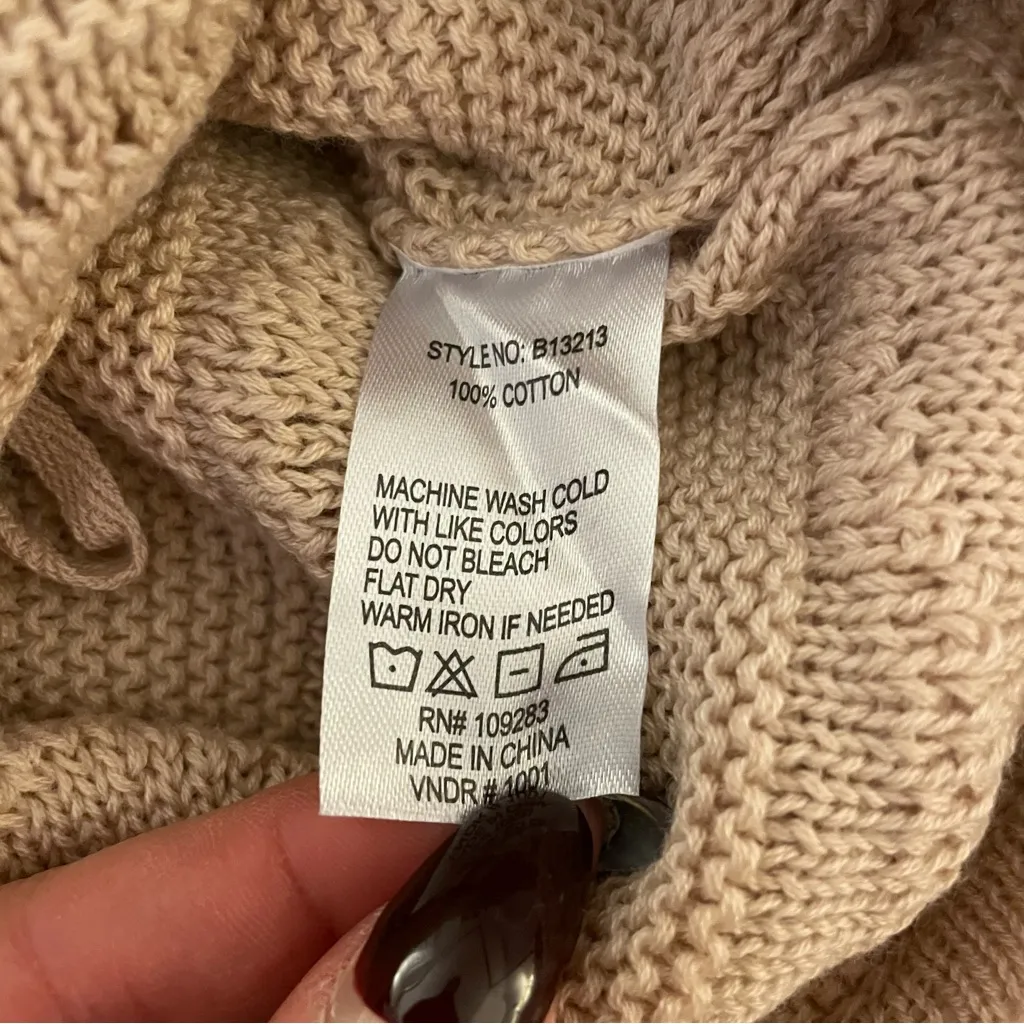 STYLE NO: B13213
100% COTTON
MACHINE WASH COLD
WITH LIKE COLORS
DO NOT BLEACH
FLAT DRY
WARM IRON IF NEEDED
RN# 109283
MADE IN CHINA
VNDR # 1001